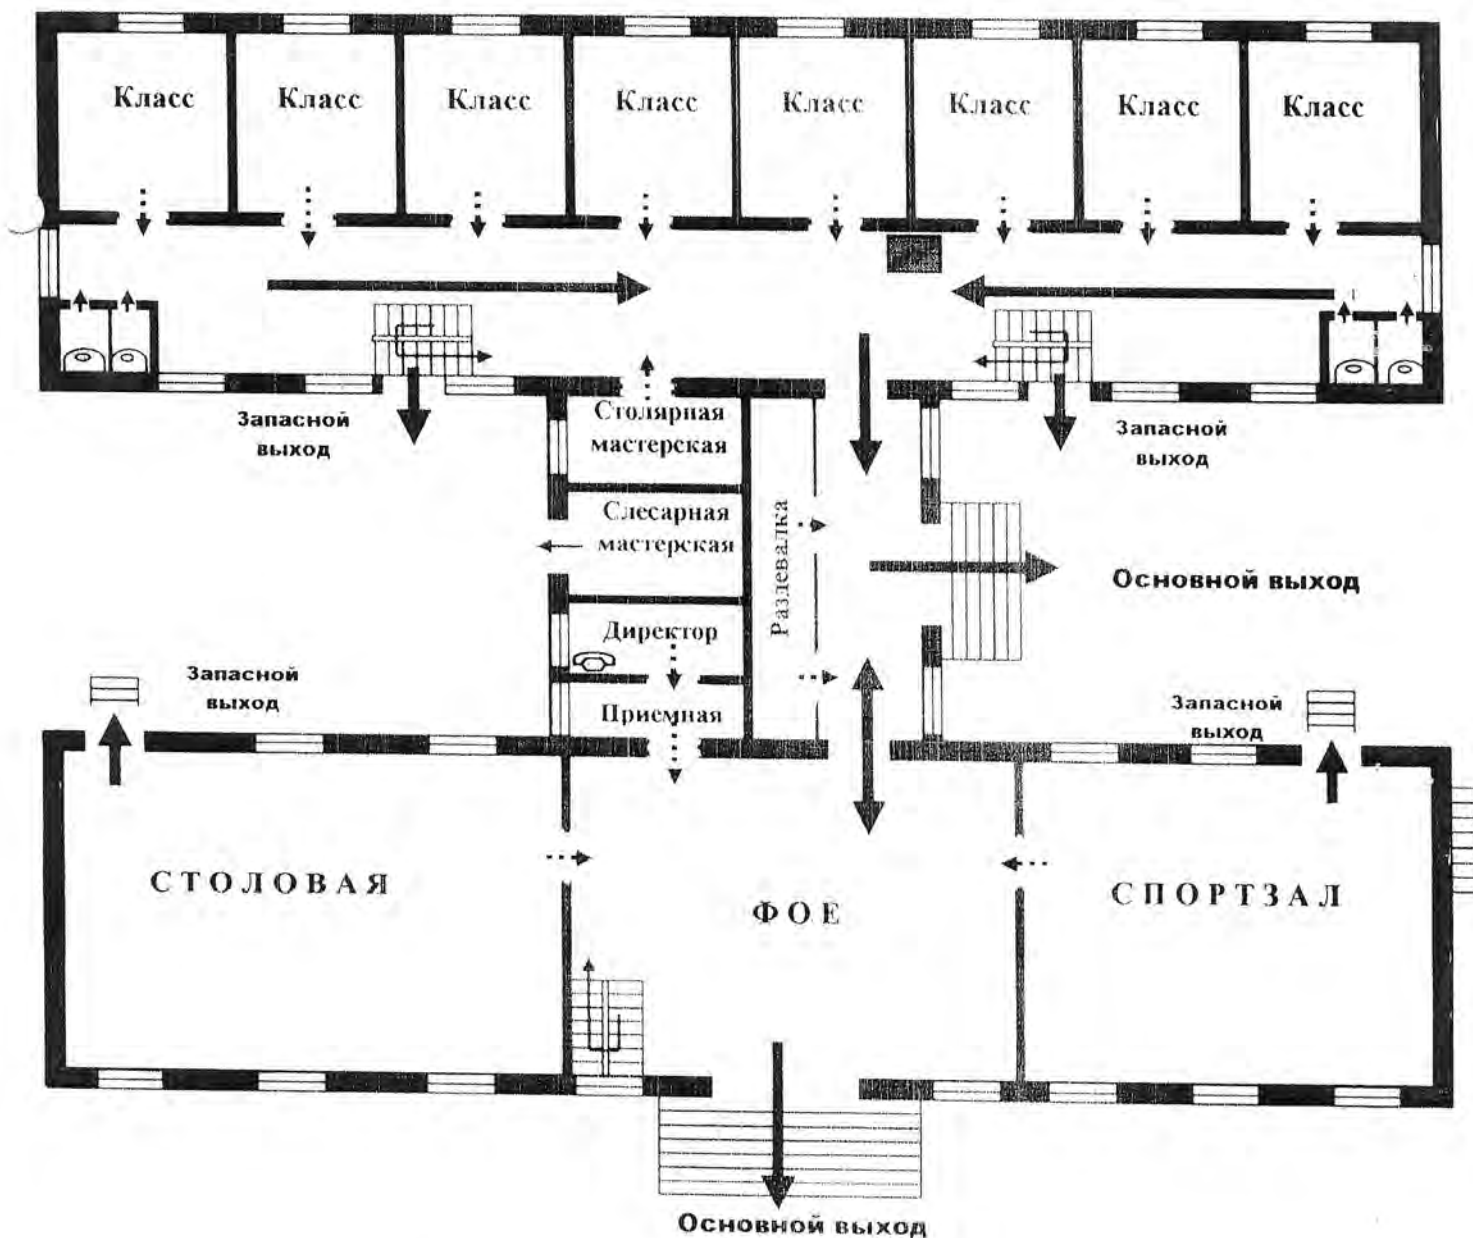 Класс
Класс
Класс
Класс
Класс
Класс
Класс
Класс
Запасной
выход
Столярная
мастерская
Запасной
выход
Слесарная
мастерская
Раздевалка
Основной выход
Директор
Запасной
выход
Приемная
Запасной
выход
СТОЛОВАЯ
ФОЕ
СПОРТЗАЛ
Основной выход